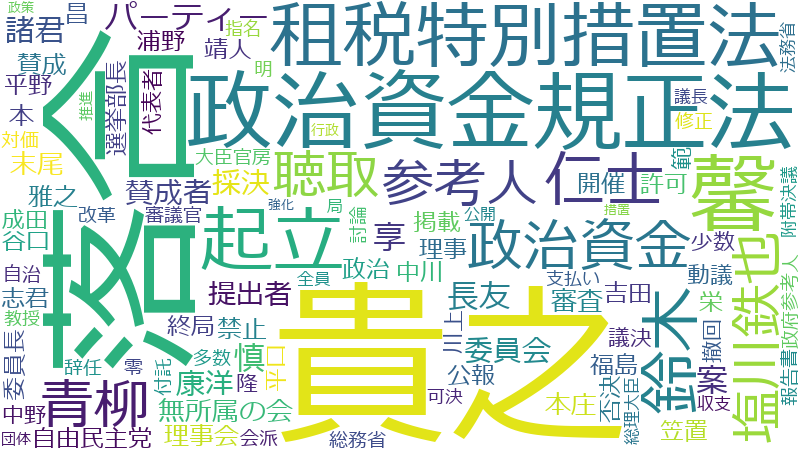 政策
諸君
昌
パーティー
指名
租税特別措置法
法務省
賛成
浦野
靖人
明
平野
推進
選挙部長
代表者
落合
政治資金規正法
議長
修正
本
対価
末尾
大臣官房
行政
採決
聴取
参考人
仁士
開催
許可
範
馨
附帯決議
雅之
賛成者
改革
審議官
強化
局
措置
公開
成田
谷口
起立
討論
享
掲載
理事
政治資金
少数
動議
塩川鉄也
政府参考人
自治
志君
提出者
全員
政治
中川
支払い
審査
吉田
鈴木
栄
撤回
教授
終局
禁止
貴之
長友
川上
委員会
議決
案
委員長
辞任
零
多数
慎
平口
福島
否決
総理大臣
報告書
付託
康洋
隆
公報
可決
本庄
収支
笠置
中野
青柳
無所属の会
団体
自由民主党
理事会
会派
総務省